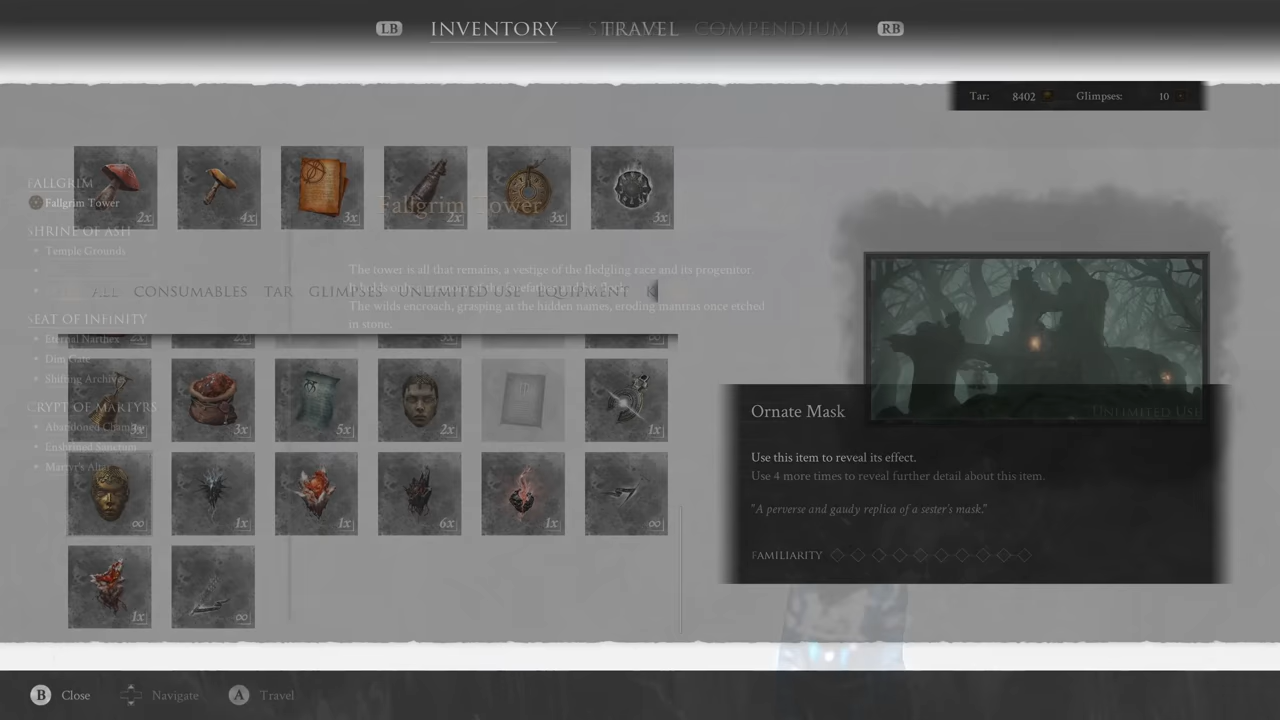 LB INVENTORY TRAVEL COMPENDIUM RB
Tar: 8402 Glimpses: 10
2x 4x 3x 2x 3x 3x
FALLGRIM
Fallgrim Tower
SHRINE OF ASH
Temple Grounds
SEAT OF INFINITY
Eternal Narthex
Dim Gate
Shifting Archives
CRYPT OF MARTYRS
Abandoned Chamber
Enshrined Sanctum
Martyr's Altar
Fallgrim Tower
The tower is all that remains, a vestige of the fledgling race and its progenitor.
The wilds encroach, grasping at the hidden names, eroding mantras once etched
in stone.
ALL CONSUMABLES TAR GLIMPSES UNLIMITED USE EQUIPMENT K
3x 3x 5x 2x 1x
∞ 1x 1x 6x 1x ∞
1x ∞
Unlimited Use
Ornate Mask
Use this item to reveal its effect.
Use 4 more times to reveal further detail about this item.
"A perverse and gaudy replica of a sester's mask."
FAMILIARITY
B Close Navigate A Travel